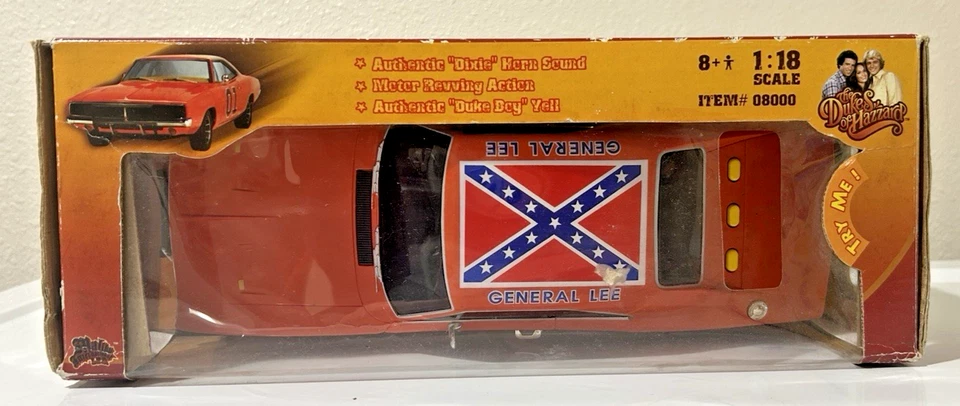 ★ Authentic "Dixie" Horn Sound
★ Motor Revving Action
★ Authentic "Duke Boy" Yell
8+
1:18
SCALE
ITEM# 08000
the
Dukes
of Hazzard
01
GENERAL LEE
GENERAL LEE
TRY ME!